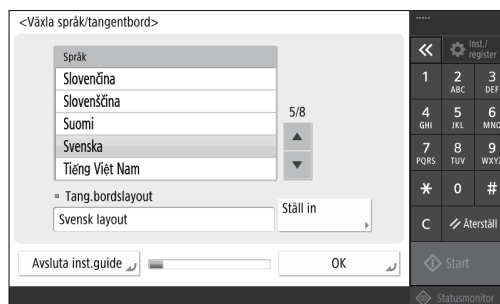 <Växla språk/tangentbord>
Språk
Slovenčina
Slovenščina
Suomi
Svenska
Tiếng Việt Nam
5/8
Tang.bordslayout
Svensk layout
Ställ in
Avsluta inst.guide
OK
-----
Inst./
register
1 2 3
ABC DEF
4 5 6
GHI JKL MNO
7 8 9
PQRS TUV WXYZ
* 0 #
C Återställ
Start
Statusmonitor